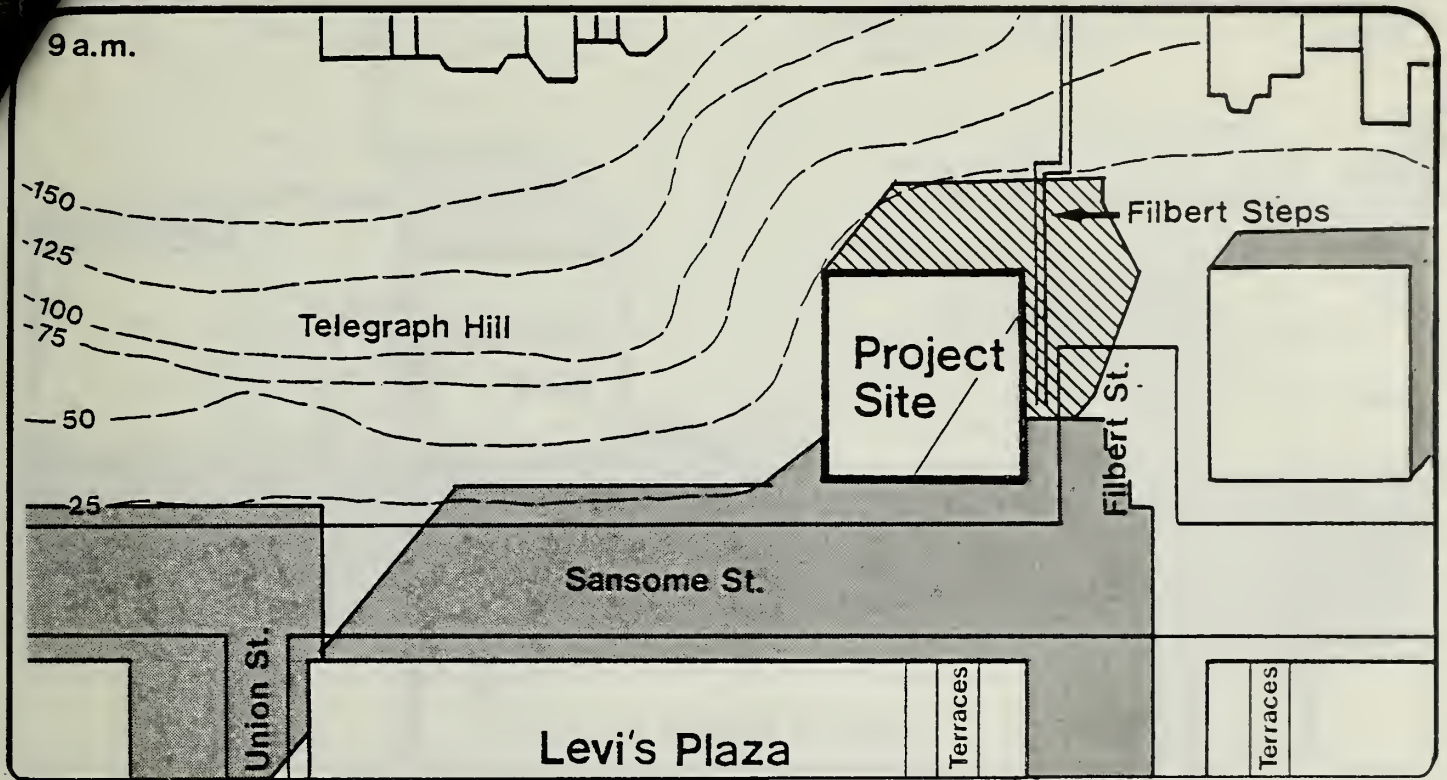 9 a.m.
150
125
100
75
50
25
Telegraph Hill
Filbert Steps
Project
Site
Filbert St.
Sansome St.
Union St.
Levi's Plaza
Terraces
Terraces